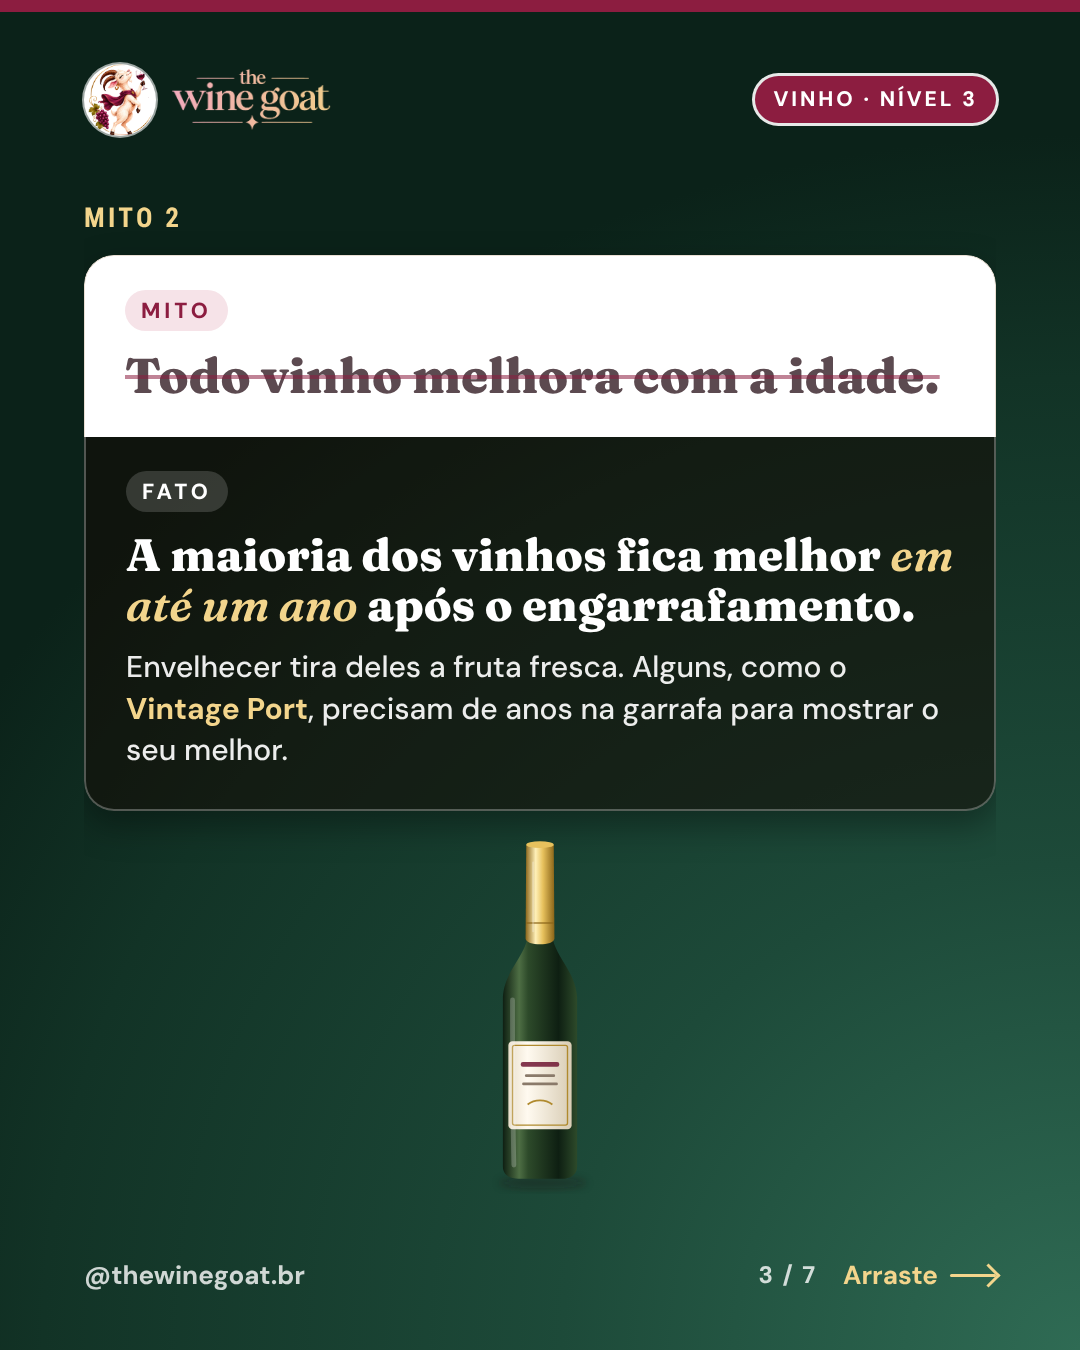 the
wine goat
VINHO · NÍVEL 3
MITO 2
MITO
Todo vinho melhora com a idade.
FATO
A maioria dos vinhos fica melhor em
até um ano após o engarrafamento.
Envelhecer tira deles a fruta fresca. Alguns, como o
Vintage Port, precisam de anos na garrafa para mostrar o
seu melhor.
@thewinegoat.br
3 / 7
Arraste